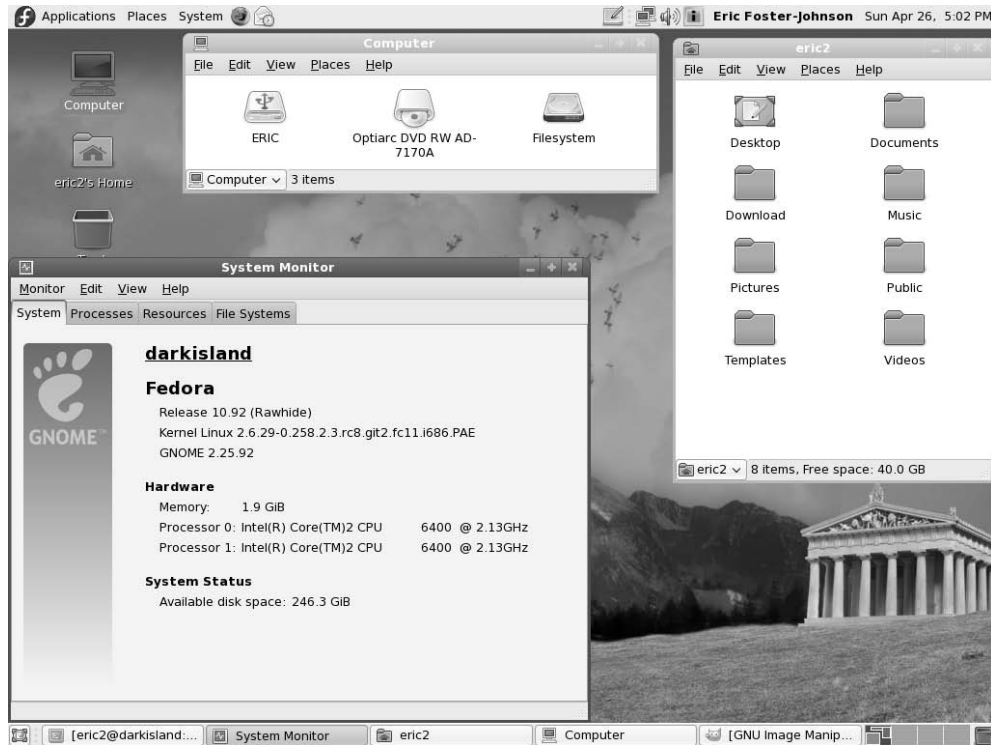 Applications Places System
Eric Foster-Johnson Sun Apr 26, 5:02 PM
Computer
eric2's Home
Computer
File Edit View Places Help
ERIC
Optiarc DVD RW AD-
7170A
Filesystem
Computer 3 items
eric2
File Edit View Places Help
Desktop
Documents
Download
Music
Pictures
Public
Templates
Videos
eric2 8 items, Free space: 40.0 GB
System Monitor
Monitor Edit View Help
System Processes Resources File Systems
GNOME™
darkisland
Fedora
Release 10.92 (Rawhide)
Kernel Linux 2.6.29-0.258.2.3.rc8.git2.fc11.i686.PAE
GNOME 2.25.92
Hardware
Memory: 1.9 GiB
Processor 0: Intel(R) Core(TM)2 CPU 6400 @ 2.13GHz
Processor 1: Intel(R) Core(TM)2 CPU 6400 @ 2.13GHz
System Status
Available disk space: 246.3 GiB
[eric2@darkisland:...
System Monitor
eric2
Computer
[GNU Image Manip...